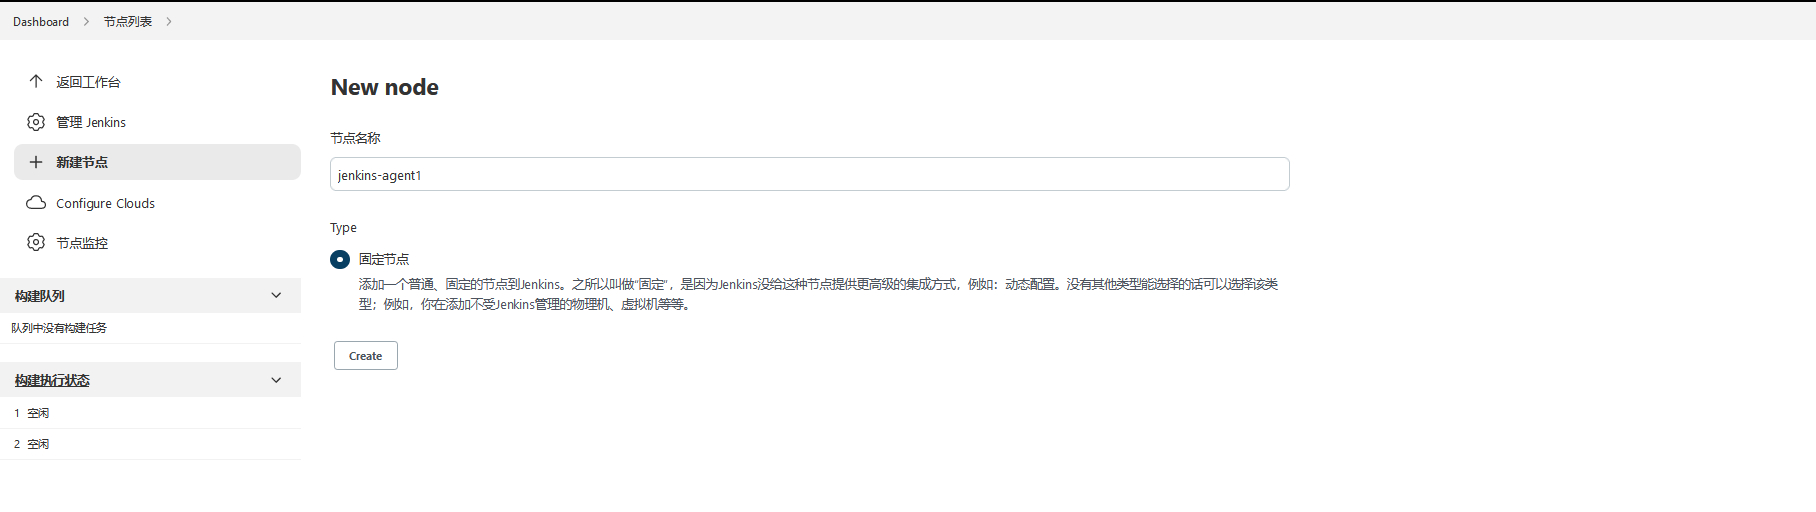 Dashboard 节点列表
返回工作台
管理 Jenkins
新建节点
Configure Clouds
节点监控
构建队列
队列中没有构建任务
构建执行状态
1 空闲
2 空闲
New node
节点名称
jenkins-agent1
Type
固定节点
添加一个普通、固定的节点到Jenkins。之所以叫做“固定”，是因为Jenkins没给这种节点提供更高级的集成方式，例如：动态配置。没有其他类型能选择的话可以选择该类
型；例如，你在添加不受Jenkins管理的物理机、虚拟机等等。
Create